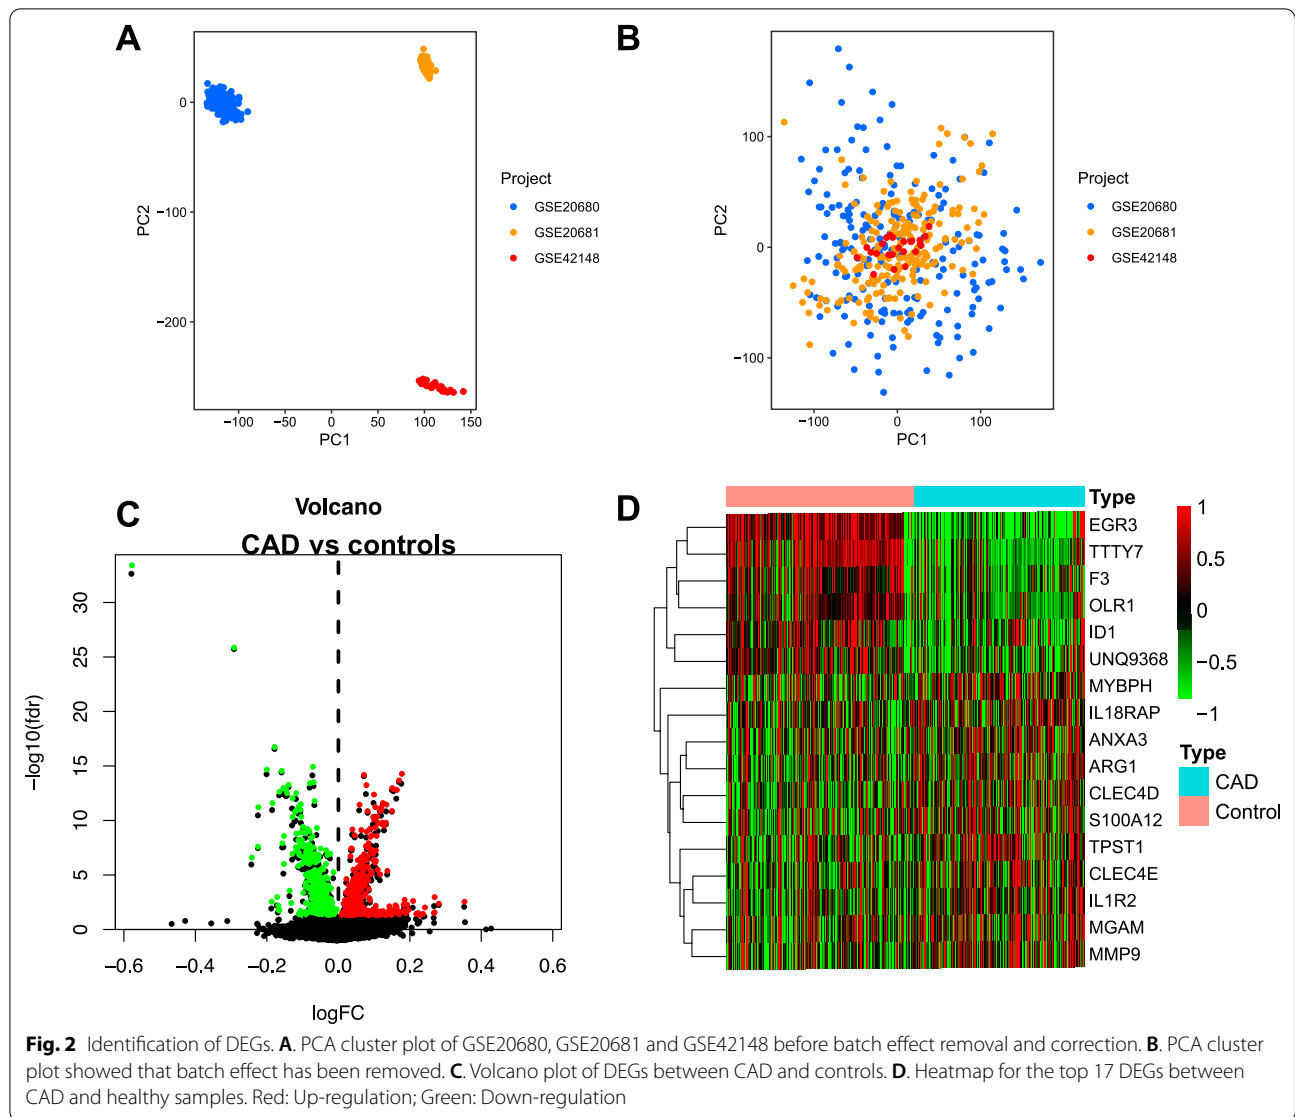 A
0
−100
−200
PC2
−100
−50
0
50
100
150
PC1
Project
GSE20680
GSE20681
GSE42148
B
100
0
−100
PC2
−100
0
100
PC1
Project
GSE20680
GSE20681
GSE42148
C
Volcano
CAD vs controls
30
25
20
15
10
5
0
−log10(fdr)
−0.6
−0.4
−0.2
0.0
0.2
0.4
0.6
logFC
D
Type
EGR3
TTTY7
F3
OLR1
ID1
UNQ9368
MYBPH
IL18RAP
ANXA3
ARG1
CLEC4D
S100A12
TPST1
CLEC4E
IL1R2
MGAM
MMP9
1
0.5
0
−0.5
−1
Type
CAD
Control
Fig. 2 Identification of DEGs. A. PCA cluster plot of GSE20680, GSE20681 and GSE42148 before batch effect removal and correction. B. PCA cluster
plot showed that batch effect has been removed. C. Volcano plot of DEGs between CAD and controls. D. Heatmap for the top 17 DEGs between
CAD and healthy samples. Red: Up-regulation; Green: Down-regulation